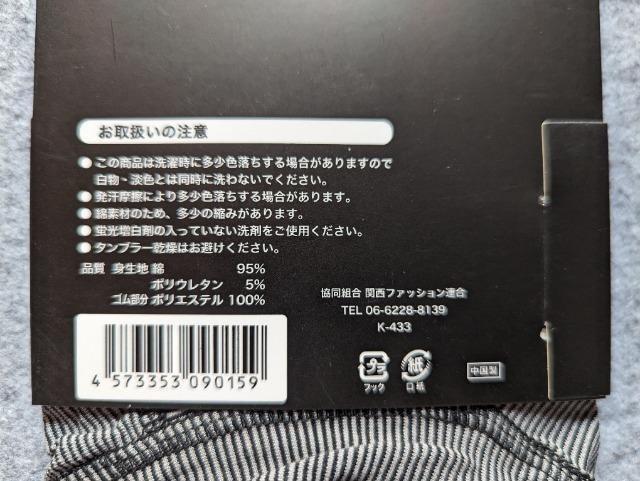 お取扱いの注意
●この商品は洗濯時に多少色落ちする場合がありますので
白物・淡色とは同時に洗わないでください。
●発汗摩擦により多少色落ちする場合があります。
●綿素材のため、多少の縮みがあります。
●蛍光増白剤の入っていない洗剤をご使用ください。
●タンブラー乾燥はお避けください。
品質 身生地 綿 95%
ポリウレタン 5%
ゴム部分 ポリエステル 100%
協同組合 関西ファッション連合
TEL 06-6228-8139
K-433
4 573353 090159
プラ
フック
紙
口紙
中国製